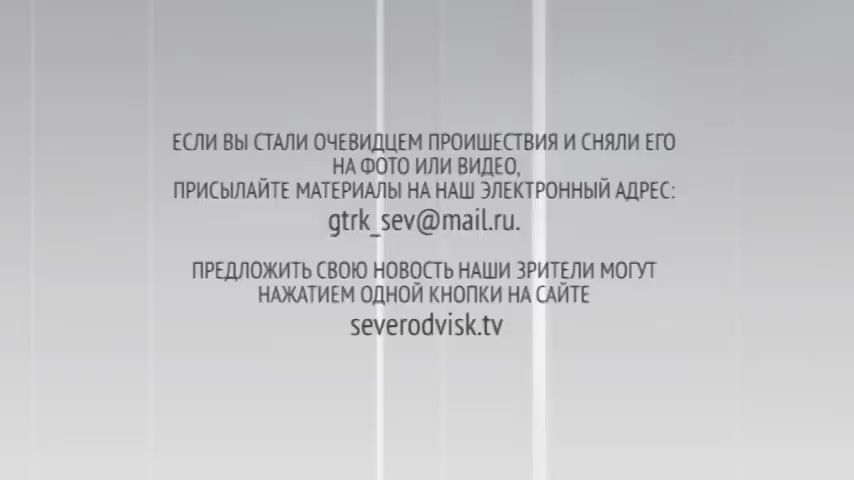 ЕСЛИ ВЫ СТАЛИ ОЧЕВИДЦЕМ ПРОИШЕСТВИЯ И СНЯЛИ ЕГО
НА ФОТО ИЛИ ВИДЕО,
ПРИСЫЛАЙТЕ МАТЕРИАЛЫ НА НАШ ЭЛЕКТРОННЫЙ АДРЕС:
gtrk_sev@mail.ru.
ПРЕДЛОЖИТЬ СВОЮ НОВОСТЬ НАШИ ЗРИТЕЛИ МОГУТ
НАЖАТИЕМ ОДНОЙ КНОПКИ НА САЙТЕ
severodvisk.tv